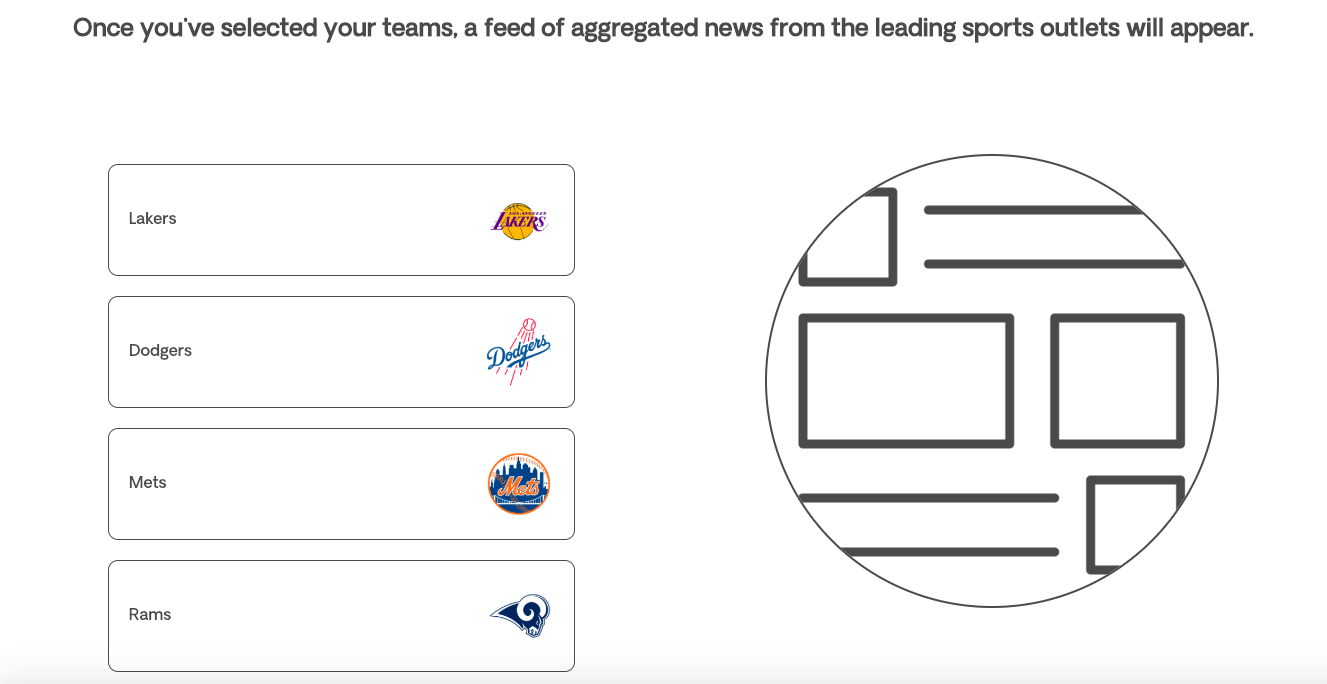 Once you've selected your teams, a feed of aggregated news from the leading sports outlets will appear.
Lakers
LOS ANGELES
LAKERS
Dodgers
Dodgers
Mets
Mets
Rams